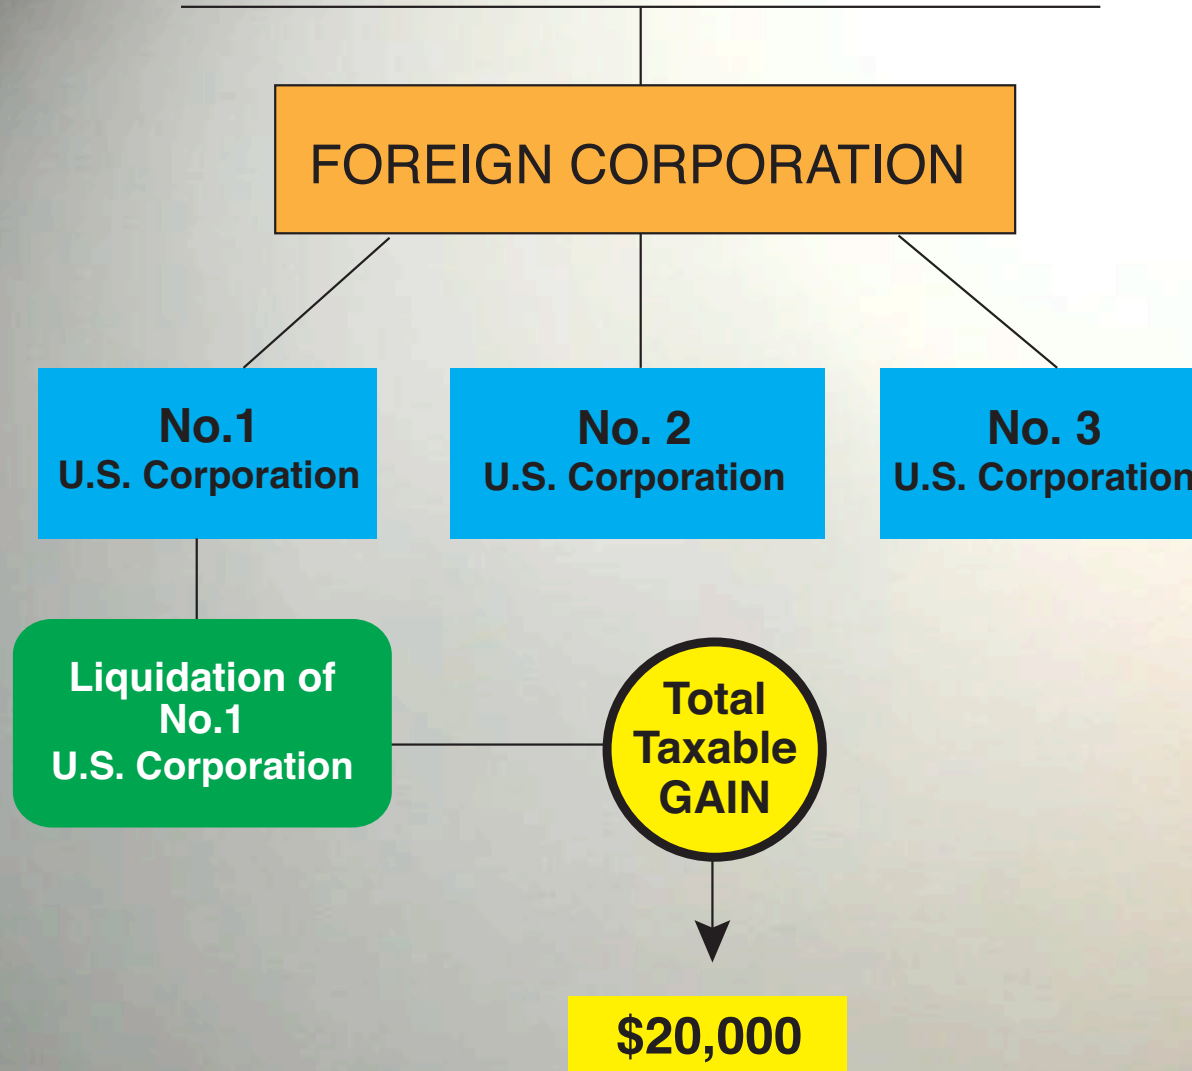 FOREIGN CORPORATION
No.1
U.S. Corporation
No. 2
U.S. Corporation
No. 3
U.S. Corporation
Liquidation of
No.1
U.S. Corporation
Total
Taxable
GAIN
$20,000